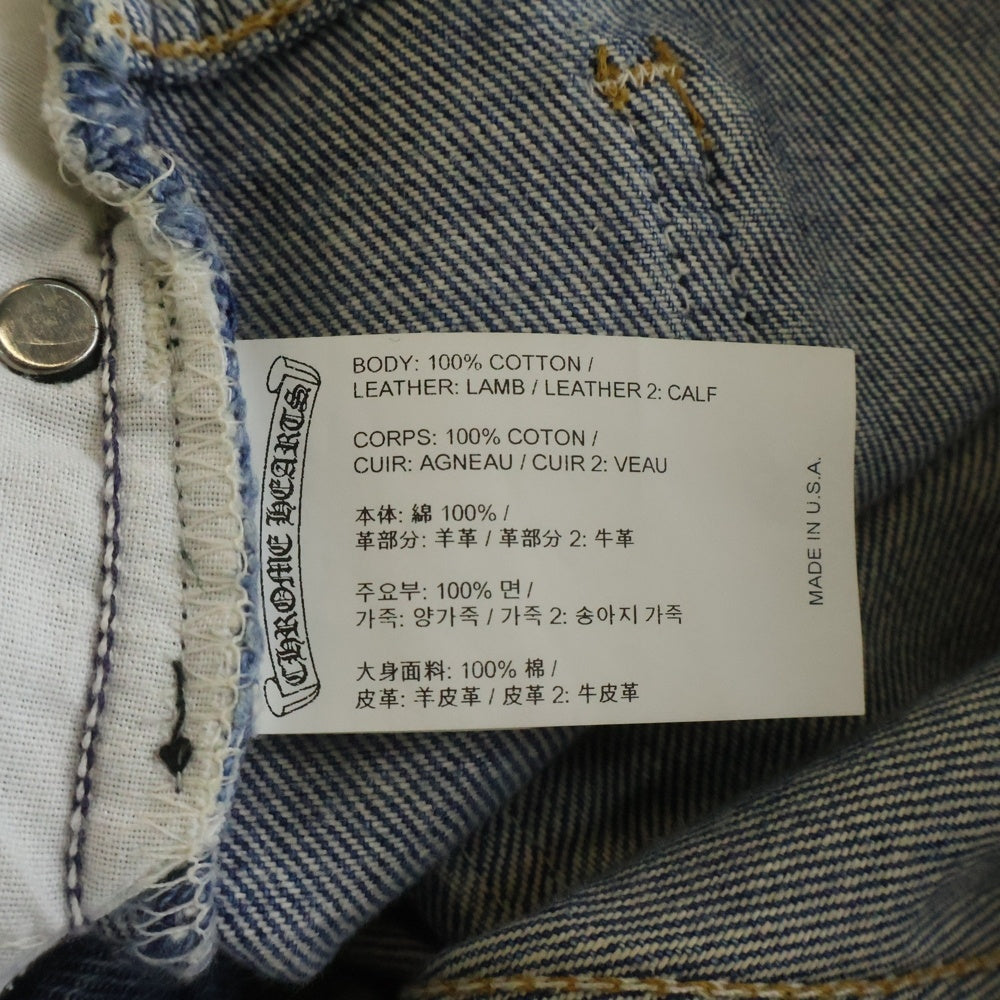 CHROME HEARTS
BODY: 100% COTTON /
LEATHER: LAMB / LEATHER 2: CALF
CORPS: 100% COTON /
CUIR: AGNEAU / CUIR 2: VEAU
本体: 綿 100% /
革部分: 羊革 / 革部分 2: 牛革
주요부: 100% 면 /
가죽: 양가죽 / 가죽 2: 송아지 가죽
大身面料: 100% 棉 /
皮革: 羊皮革 / 皮革 2: 牛皮革
MADE IN U.S.A.